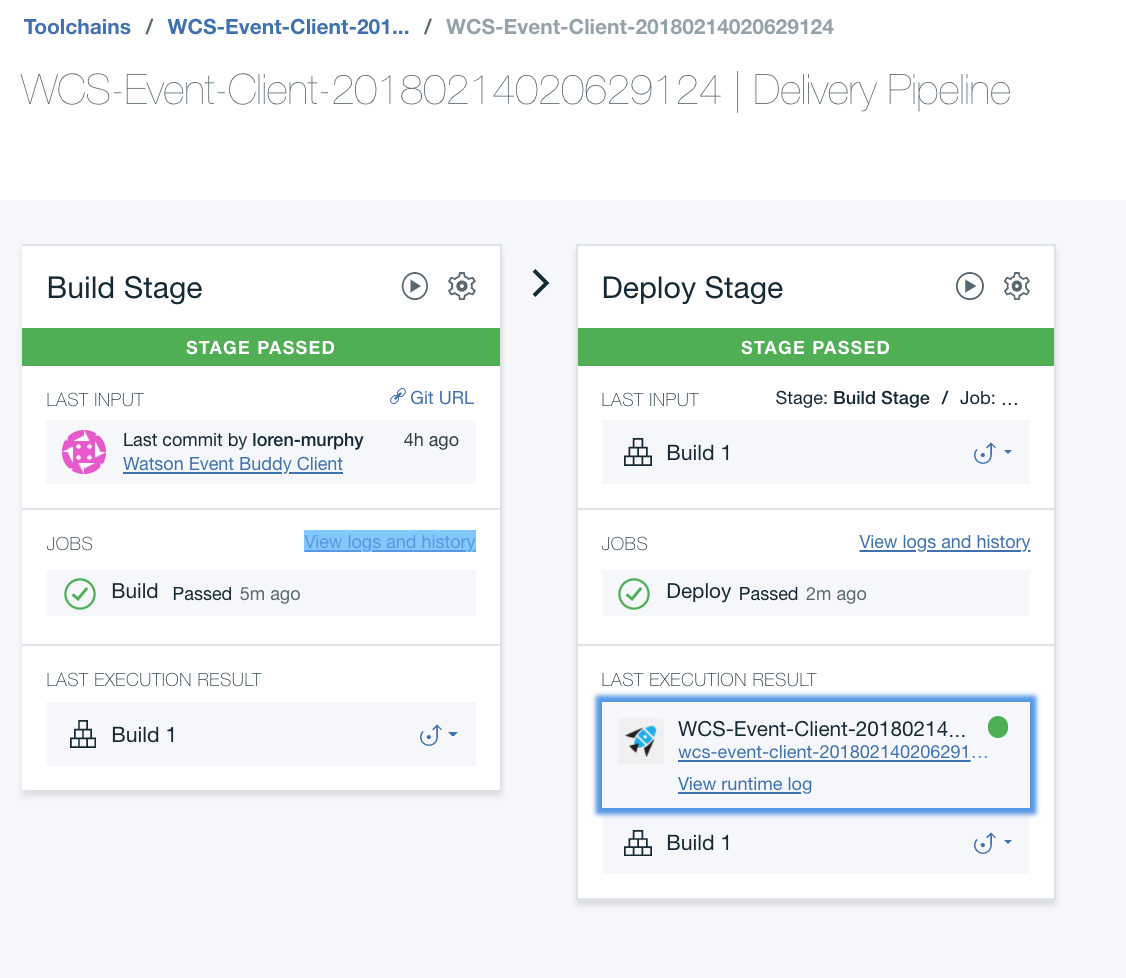 Toolchains / WCS-Event-Client-201... / WCS-Event-Client-20180214020629124
WCS-Event-Client-20180214020629124 | Delivery Pipeline
Build Stage
STAGE PASSED
LAST INPUT Git URL
Last commit by loren-murphy 4h ago
Watson Event Buddy Client
JOBS View logs and history
Build Passed 5m ago
LAST EXECUTION RESULT
Build 1
Deploy Stage
STAGE PASSED
LAST INPUT Stage: Build Stage / Job: ...
Build 1
JOBS View logs and history
Deploy Passed 2m ago
LAST EXECUTION RESULT
WCS-Event-Client-20180214...
wcs-event-client-201802140206291...
View runtime log
Build 1